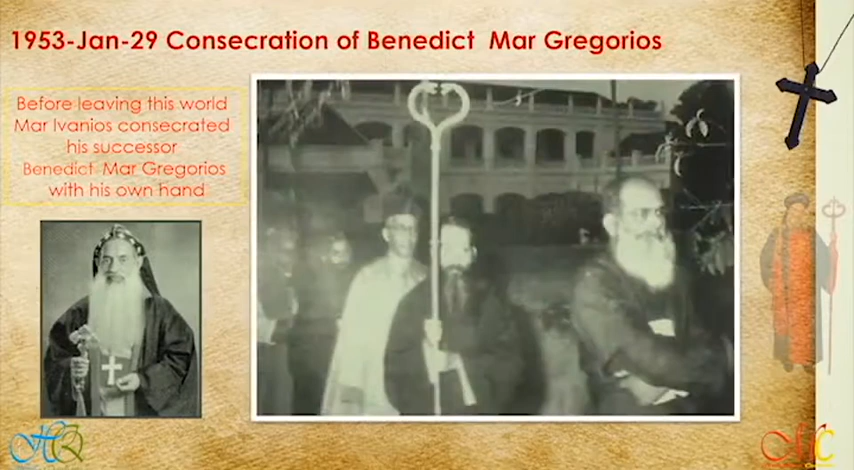 1953-Jan-29 Consecration of Benedict Mar Gregorios
Before leaving this world
Mar Ivanios consecrated
his successor
Benedict Mar Gregorios
with his own hand
HQ